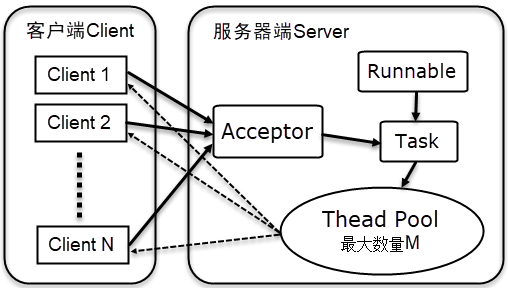 客户端Client
服务器端Server
Client 1
Client 2
Client N
Acceptor
Runnable
Task
Thead Pool
最大数量M